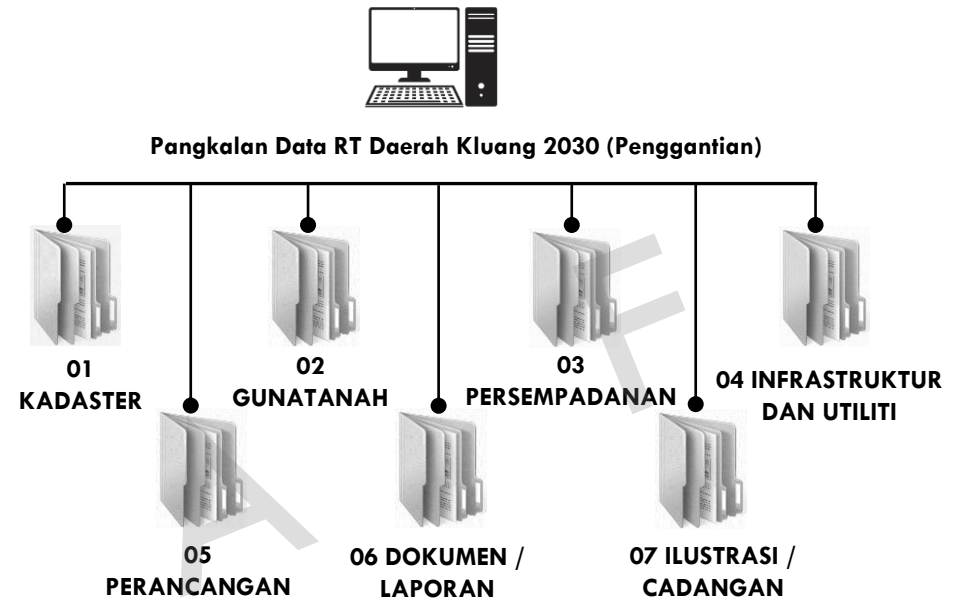 Pangkalan Data RT Daerah Kluang 2030 (Penggantian)
01
KADASTER
02
GUNATANAH
03
PERSEMPADANAN
04 INFRASTRUKTUR
DAN UTILITI
05
PERANCANGAN
06 DOKUMEN /
LAPORAN
07 ILUSTRASI /
CADANGAN
A
F